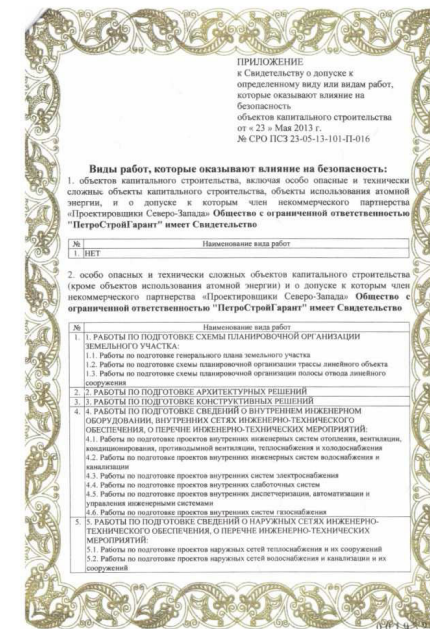 ПРИЛОЖЕНИЕ
к Свидетельству о допуске к
определенному виду или видам работ,
которые оказывают влияние на
безопасность
объектов капитального строительства
от « 23 » Мая 2013 г.
№ СРО ПСЗ 23-05-13-101-П-016
Виды работ, которые оказывают влияние на безопасность:
1. объектов капитального строительства, включая особо опасные и технически
сложные объекты капитального строительства, объекты использования атомной
энергии, и о допуске к которым член некоммерческого партнерства
«Проектировщики Северо-Запада» Общество с ограниченной ответственностью
"ПетроСтройГарант" имеет Свидетельство
№ Наименование вида работ
1. НЕТ
2. особо опасных и технически сложных объектов капитального строительства
(кроме объектов использования атомной энергии) и о допуске к которым член
некоммерческого партнерства «Проектировщики Северо-Запада» Общество с
ограниченной ответственностью "ПетроСтройГарант" имеет Свидетельство
№ Наименование вида работ
1. 1. РАБОТЫ ПО ПОДГОТОВКЕ СХЕМЫ ПЛАНИРОВОЧНОЙ ОРГАНИЗАЦИИ
ЗЕМЕЛЬНОГО УЧАСТКА:
1.1. Работы по подготовке генерального плана земельного участка
1.2. Работы по подготовке схемы планировочной организации трассы линейного объекта
1.3. Работы по подготовке схемы планировочной организации полосы отвода линейного
сооружения
2. 2. РАБОТЫ ПО ПОДГОТОВКЕ АРХИТЕКТУРНЫХ РЕШЕНИЙ
3. 3. РАБОТЫ ПО ПОДГОТОВКЕ КОНСТРУКТИВНЫХ РЕШЕНИЙ
4. 4. РАБОТЫ ПО ПОДГОТОВКЕ СВЕДЕНИЙ О ВНУТРЕННЕМ ИНЖЕНЕРНОМ
ОБОРУДОВАНИИ, ВНУТРЕННИХ СЕТЯХ ИНЖЕНЕРНО-ТЕХНИЧЕСКОГО
ОБЕСПЕЧЕНИЯ, О ПЕРЕЧНЕ ИНЖЕНЕРНО-ТЕХНИЧЕСКИХ МЕРОПРИЯТИЙ:
4.1. Работы по подготовке проектов внутренних инженерных систем отопления, вентиляции,
кондиционирования, противодымной вентиляции, теплоснабжения и холодоснабжения
4.2. Работы по подготовке проектов внутренних инженерных систем водоснабжения и
канализации
4.3. Работы по подготовке проектов внутренних систем электроснабжения
4.4. Работы по подготовке проектов внутренних слаботочных систем
4.5. Работы по подготовке проектов внутренних диспетчеризации, автоматизации и
управления инженерными системами
4.6. Работы по подготовке проектов внутренних систем газоснабжения
5. 5. РАБОТЫ ПО ПОДГОТОВКЕ СВЕДЕНИЙ О НАРУЖНЫХ СЕТЯХ ИНЖЕНЕРНО-
ТЕХНИЧЕСКОГО ОБЕСПЕЧЕНИЯ, О ПЕРЕЧНЕ ИНЖЕНЕРНО-ТЕХНИЧЕСКИХ
МЕРОПРИЯТИЙ:
5.1. Работы по подготовке проектов наружных сетей теплоснабжения и их сооружений
5.2. Работы по подготовке проектов наружных сетей водоснабжения и канализации и их
сооружений